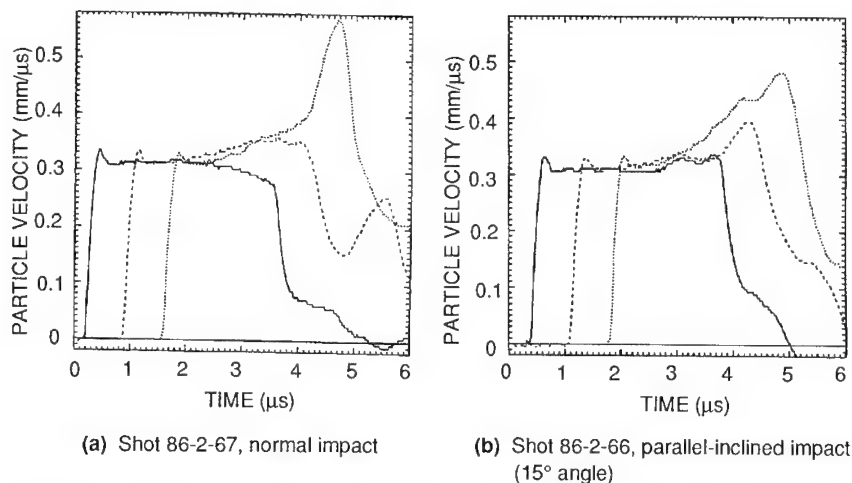 PARTICLE VELOCITY (mm/μs)
0.5
0.4
0.3
0.2
0.1
0
0 1 2 3 4 5 6
TIME (μs)
(a) Shot 86-2-67, normal impact
PARTICLE VELOCITY (mm/μs)
0.5
0.4
0.3
0.2
0.1
0
0 1 2 3 4 5 6
TIME (μs)
(b) Shot 86-2-66, parallel-inclined impact
(15° angle)